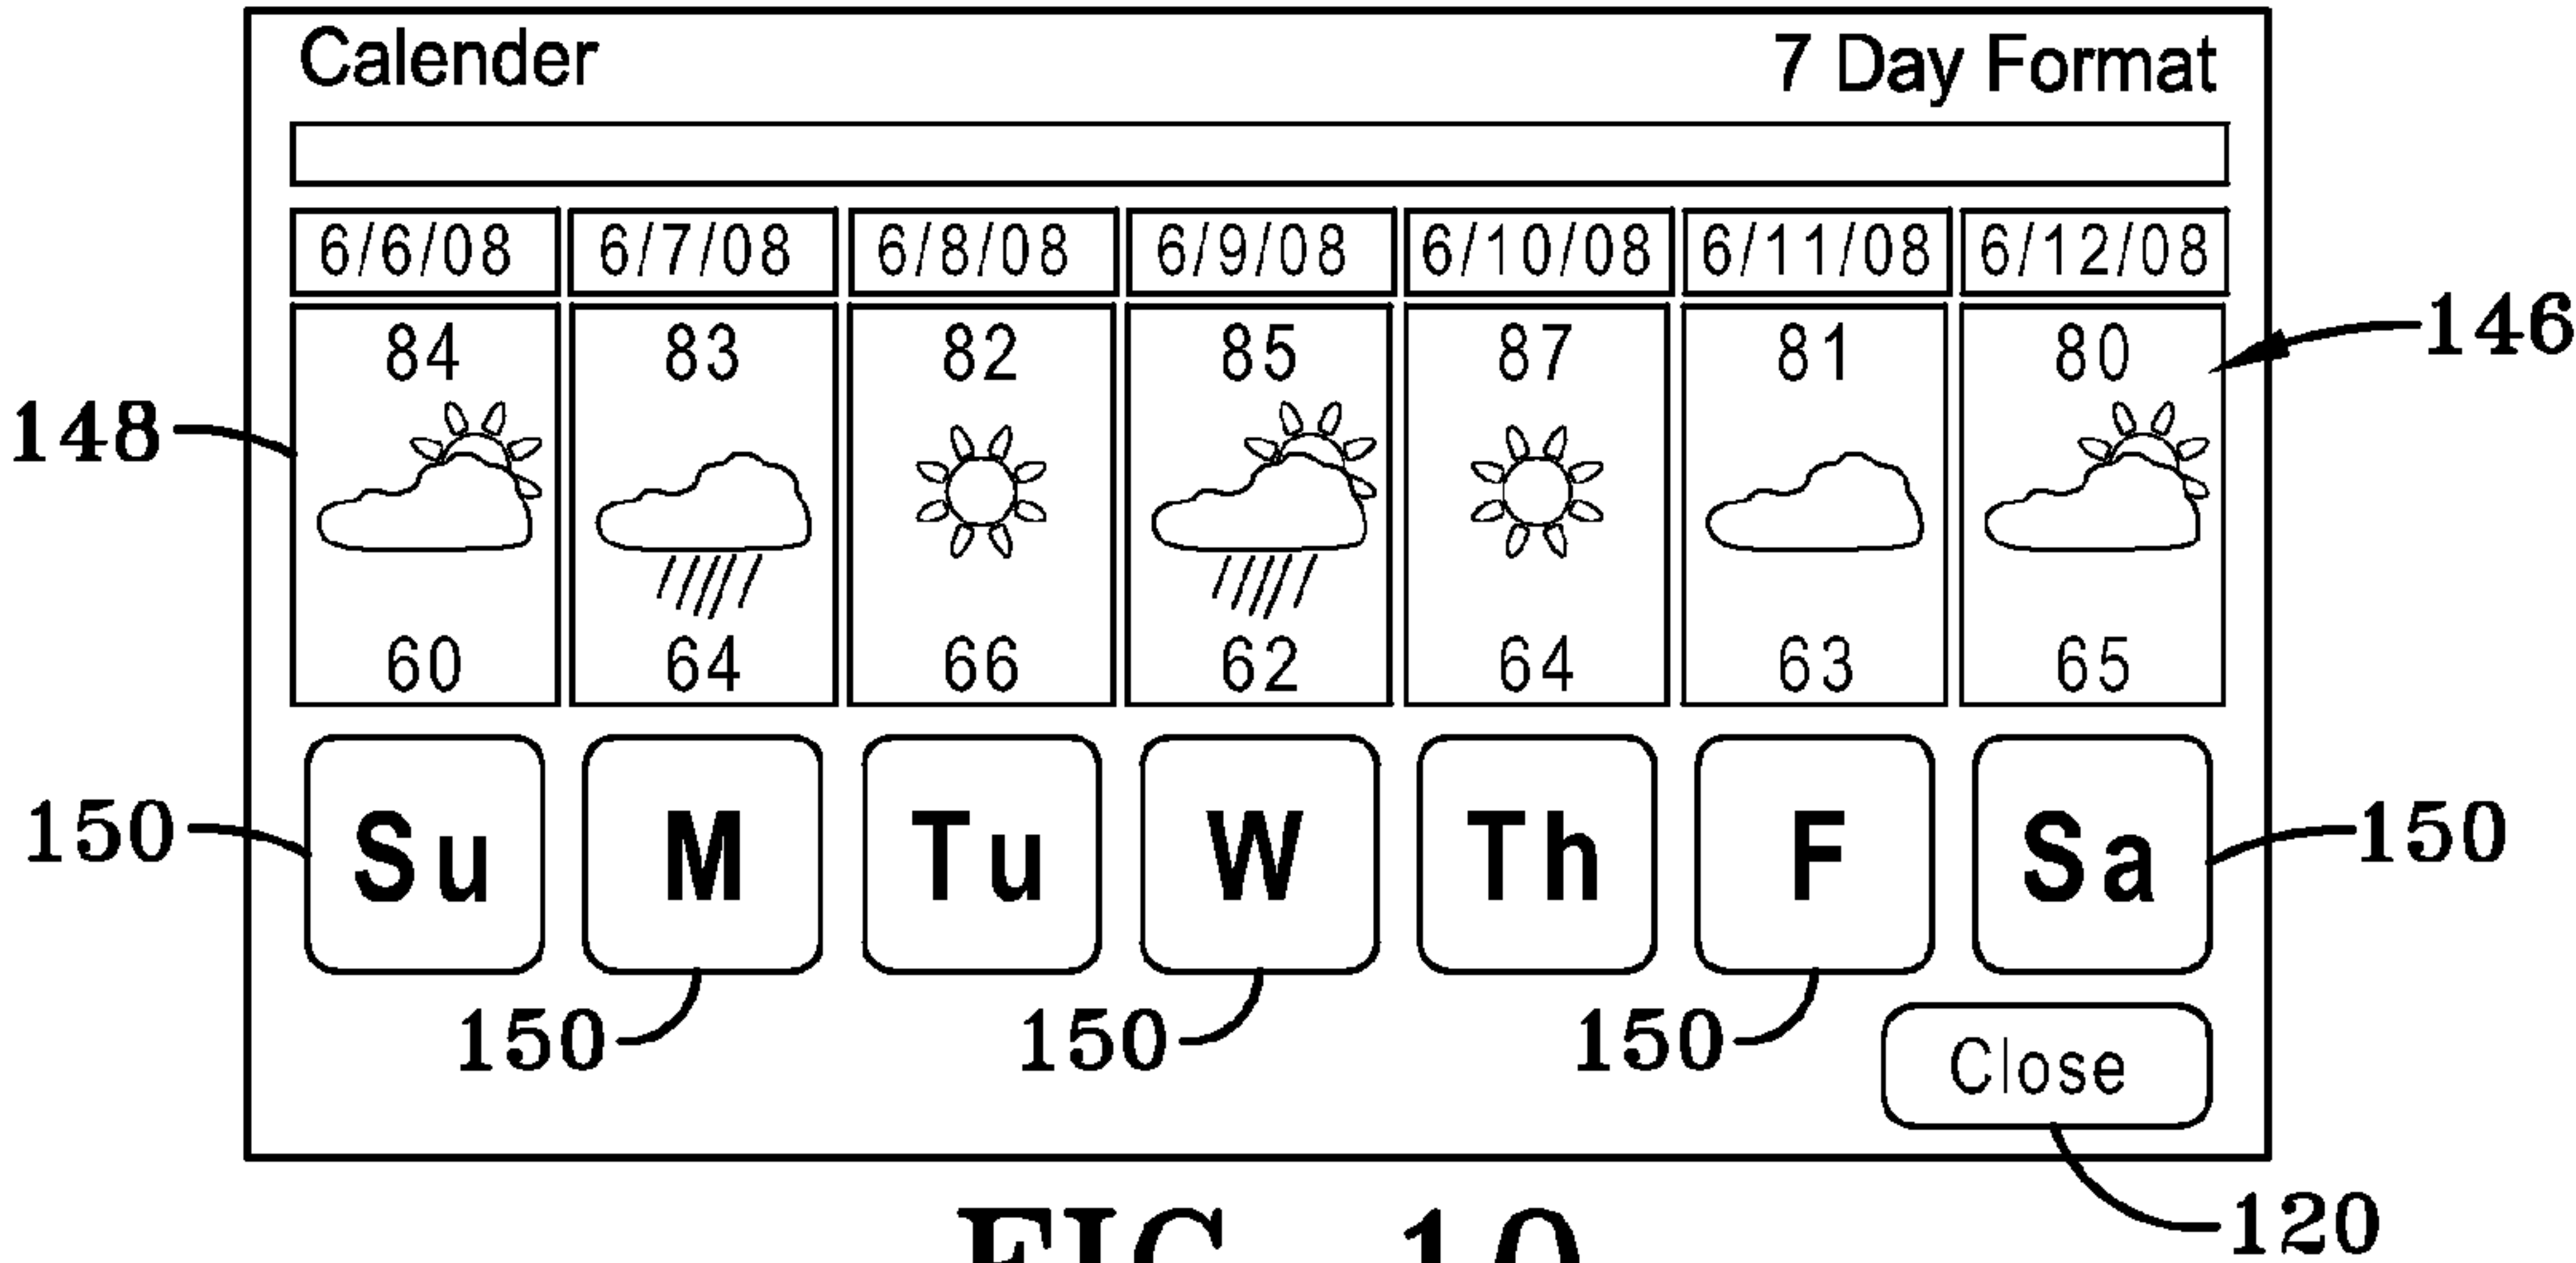 Calender 7 Day Format
6/6/08 6/7/08 6/8/08 6/9/08 6/10/08 6/11/08 6/12/08
84 83 82 85 87 81 80
146
148
60 64 66 62 64 63 65
Su M Tu W Th F Sa
150 150
150 150 150
Close
120
FIG. 10